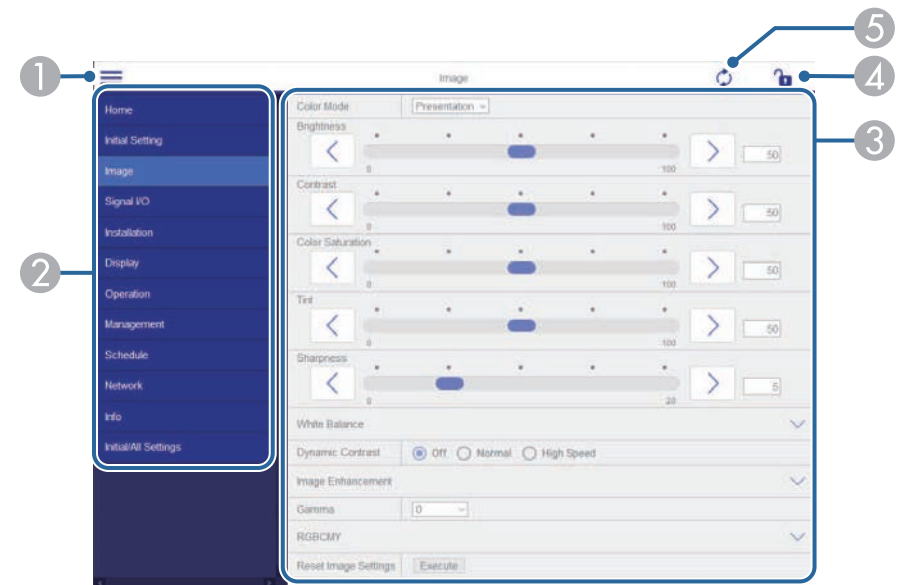 5
1
Image
4
Home
Color Mode
Presentation
Brightness
3
Initial Setting
50
Image
0
100
Contrast
Signal I/O
50
Installation
0
100
Color Saturation
2
Display
50
Operation
0
100
Tint
Management
50
0
100
Schedule
Sharpness
Network
5
0
20
Info
White Balance
Initial/All Settings
Dynamic Contrast
Off
Normal
High Speed
Image Enhancement
Gamma
0
RGBCMY
Reset Image Settings
Execute